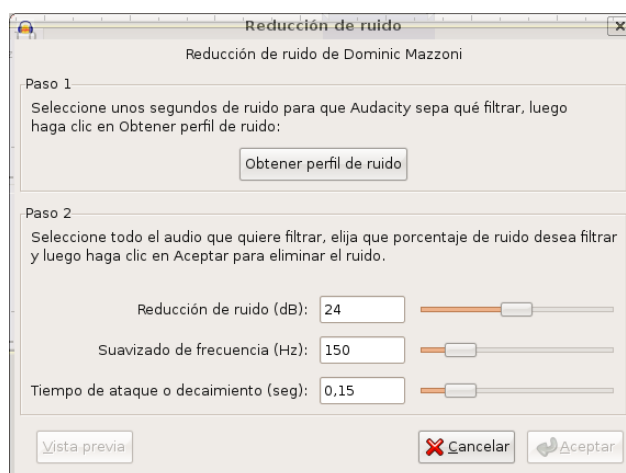 Reducción de ruido
Reducción de ruido de Dominic Mazzoni
Paso 1
Seleccione unos segundos de ruido para que Audacity sepa qué filtrar, luego
haga clic en Obtener perfil de ruido:
Obtener perfil de ruido
Paso 2
Seleccione todo el audio que quiere filtrar, elija que porcentaje de ruido desea filtrar
y luego haga clic en Aceptar para eliminar el ruido.
Reducción de ruido (dB): 24
Suavizado de frecuencia (Hz): 150
Tiempo de ataque o decaimiento (seg): 0,15
Vista previa Cancelar Aceptar